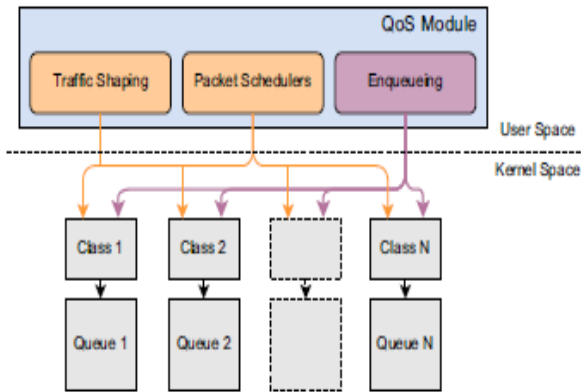 QoS Module
Traffic Shaping
Packet Schedulers
Enqueueing
User Space
Kernel Space
Class 1
Class 2
Class N
Queue 1
Queue 2
Queue N